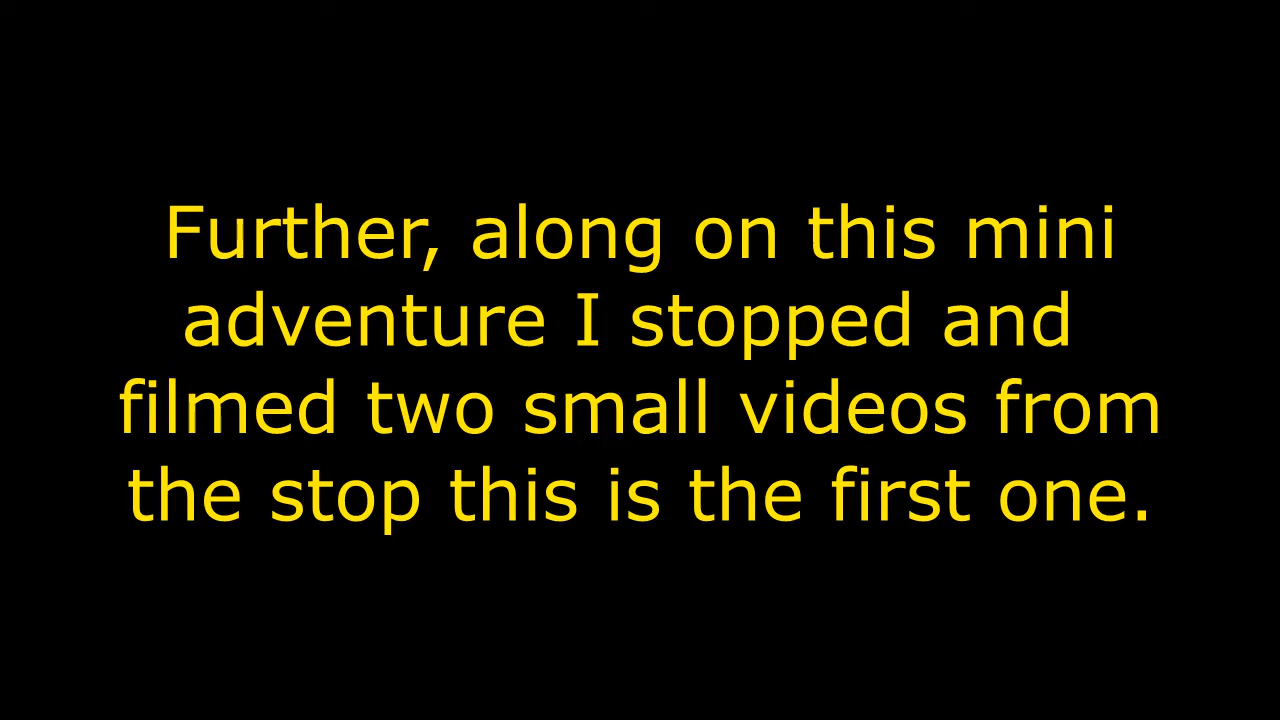 Further, along on this mini
adventure I stopped and
filmed two small videos from
the stop this is the first one.